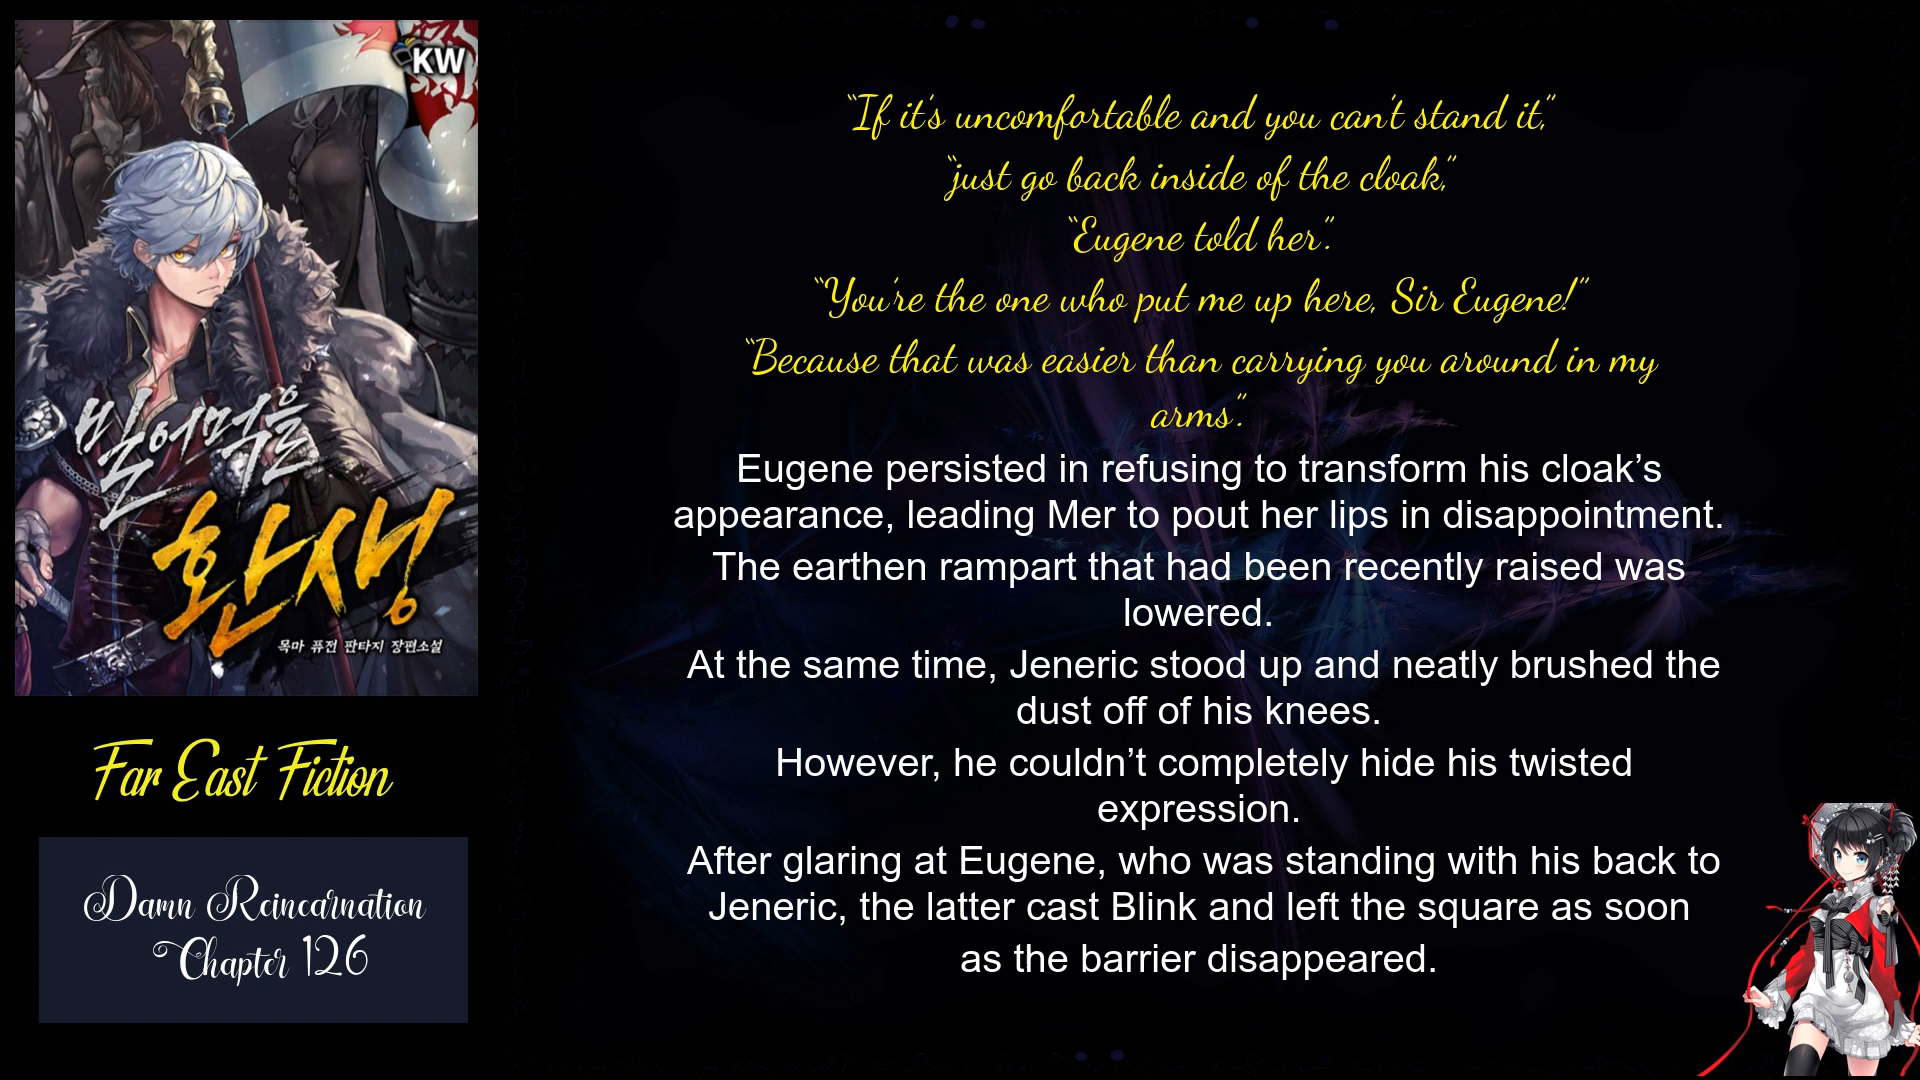 KW
빌어먹을
환생
목마 퓨전 판타지 장편소설
Far East Fiction
Damn Reincarnation
Chapter 126
“If it’s uncomfortable and you can’t stand it,”
“just go back inside of the cloak,”
“Eugene told her”.
“You’re the one who put me up here, Sir Eugene!”
“Because that was easier than carrying you around in my
arms”.
Eugene persisted in refusing to transform his cloak’s
appearance, leading Mer to pout her lips in disappointment.
The earthen rampart that had been recently raised was
lowered.
At the same time, Jeneric stood up and neatly brushed the
dust off of his knees.
However, he couldn’t completely hide his twisted
expression.
After glaring at Eugene, who was standing with his back to
Jeneric, the latter cast Blink and left the square as soon
as the barrier disappeared.